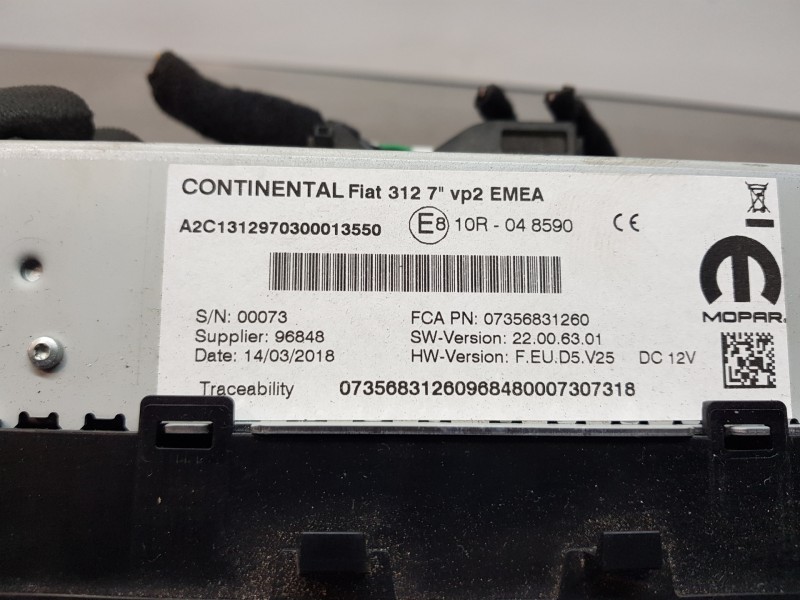 CONTINENTAL Fiat 312 7" vp2 EMEA
A2C1312970300013550 E8 10R - 04 8590 CE
MOPAR®
S/N: 00073 FCA PN: 07356831260
Supplier: 96848 SW-Version: 22.00.63.01
Date: 14/03/2018 HW-Version: F.EU.D5.V25 DC 12V
Traceability 07356831260968480007307318